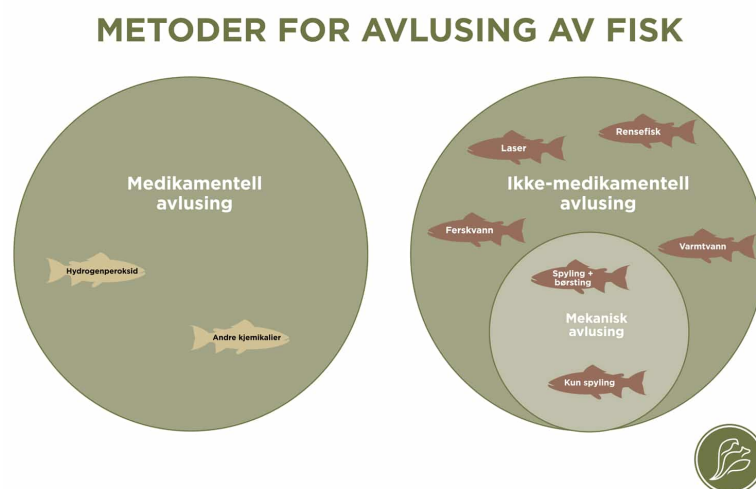 METODER FOR AVLUSING AV FISK
Medikamentell
avlusing
Hydrogenperoksid
Andre kjemikalier
Laser
Rensefisk
Ikke-medikamentell
avlusing
Ferskvann
Varmtvann
Spyling +
børsting
Mekanisk
avlusing
Kun spyling